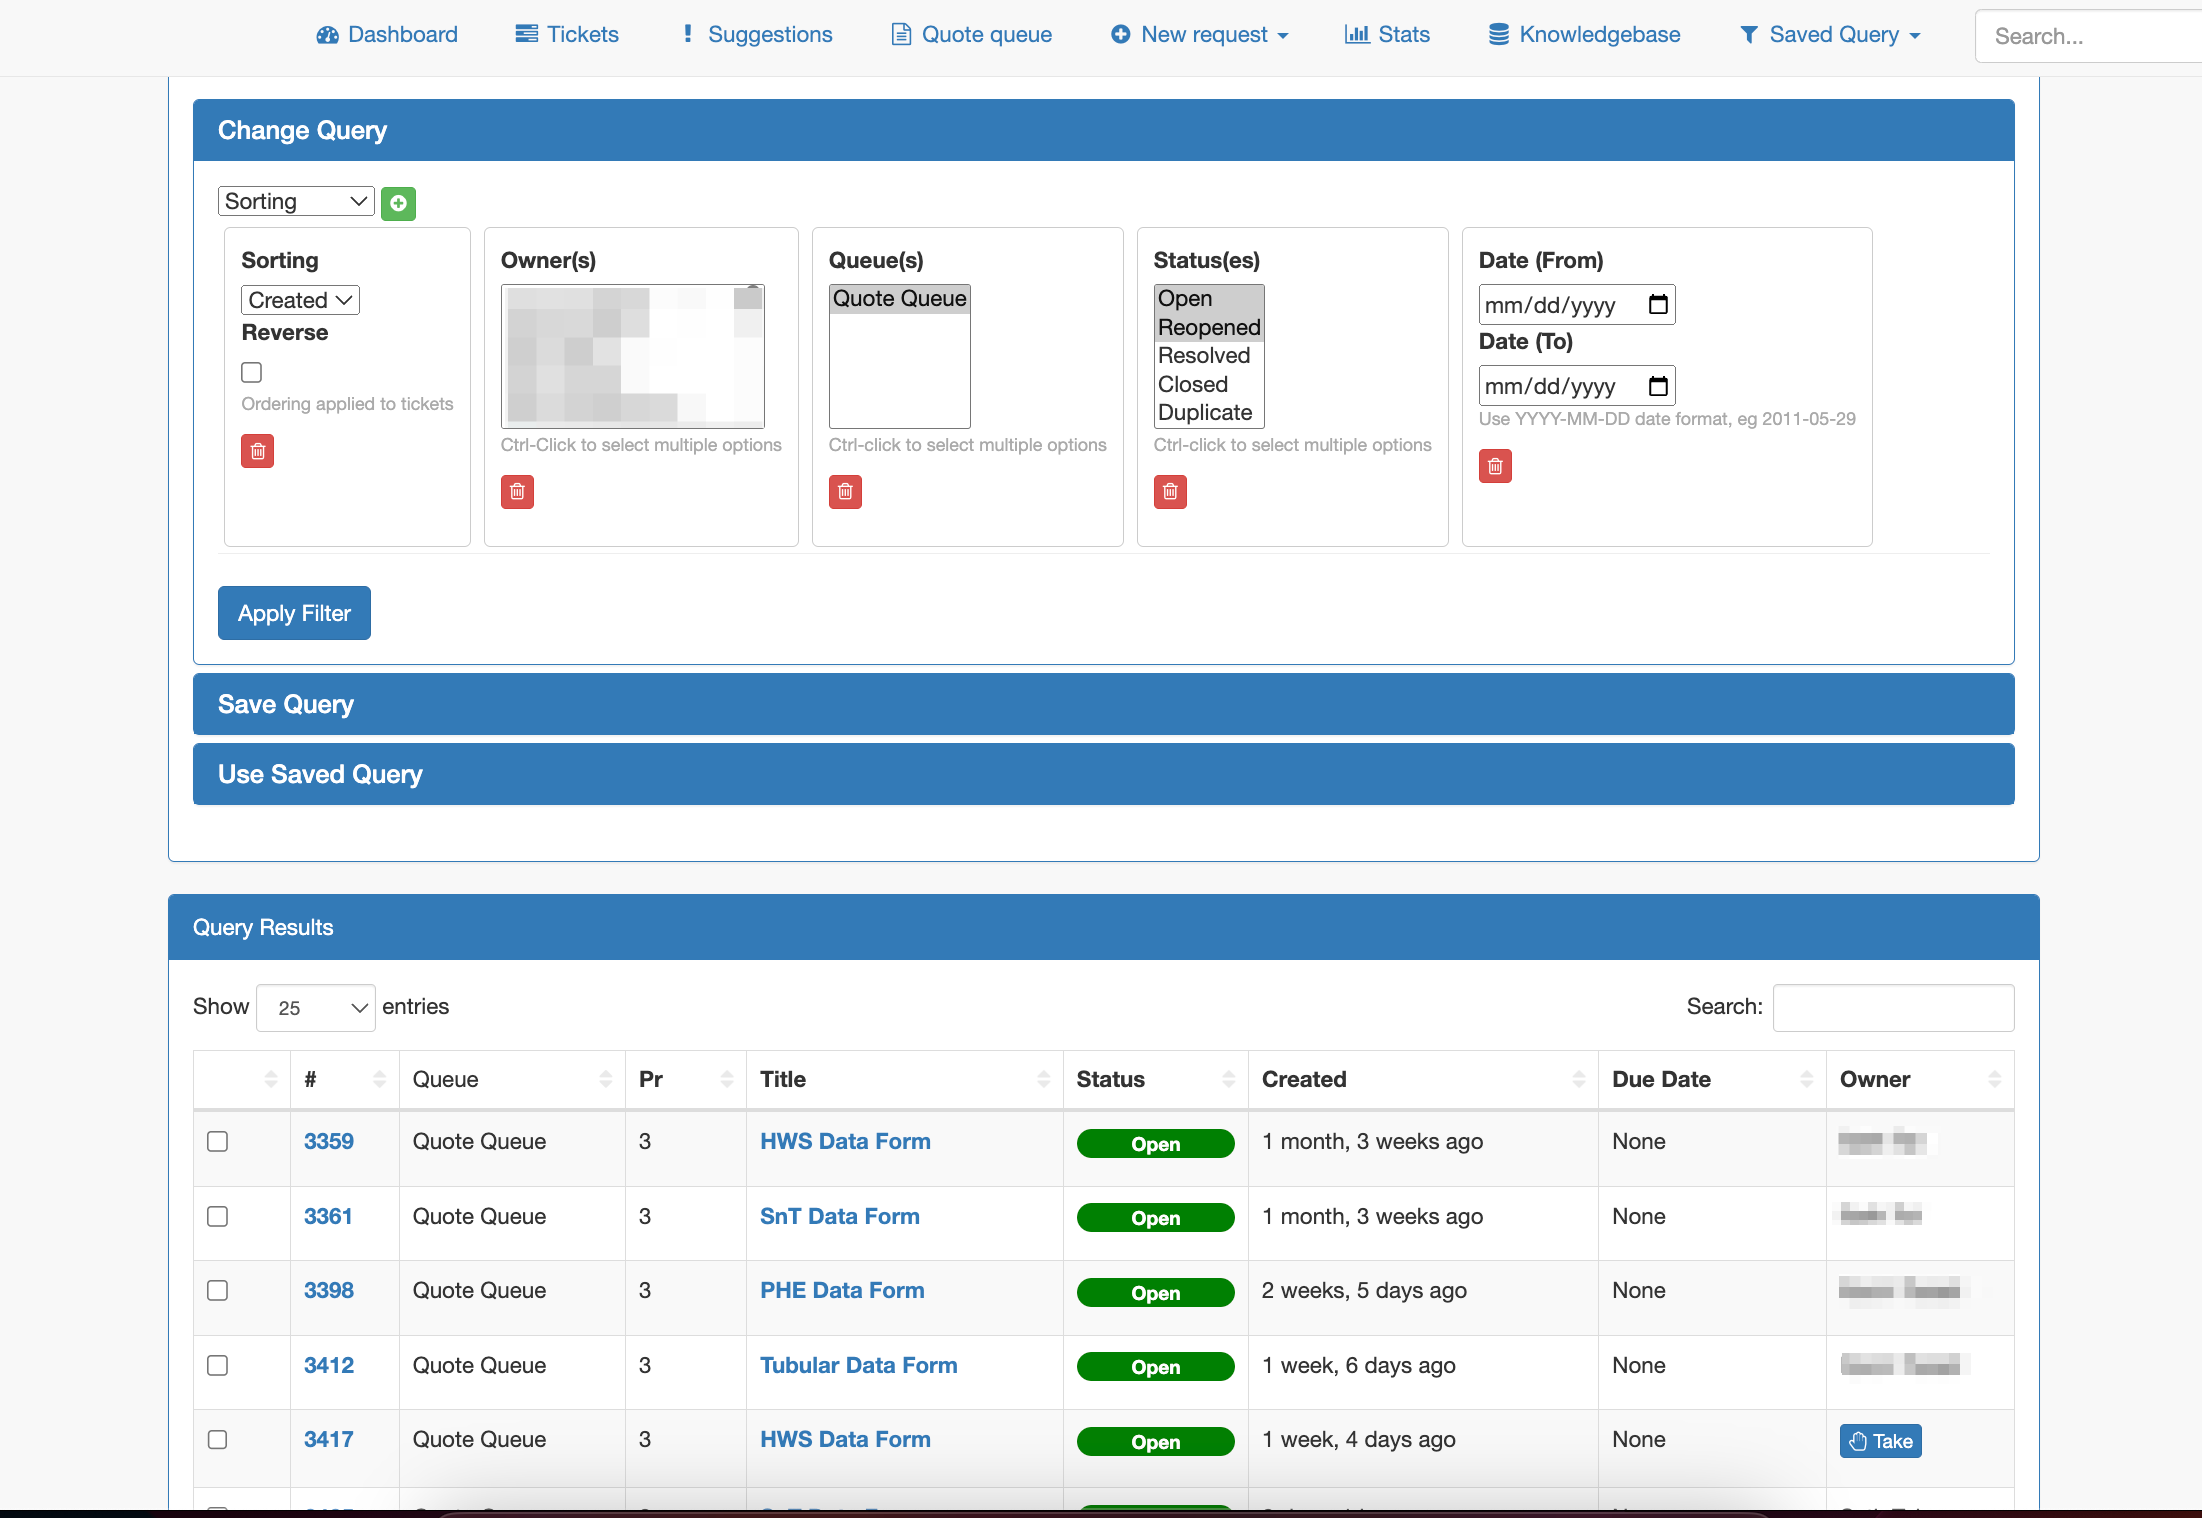 Dashboard Tickets Suggestions Quote queue New request Stats Knowledgebase Saved Query Search...
Change Query
Sorting
Sorting
Created
Reverse
Ordering applied to tickets
Owner(s)
Ctrl-Click to select multiple options
Queue(s)
Quote Queue
Ctrl-click to select multiple options
Status(es)
Open
Reopened
Resolved
Closed
Duplicate
Ctrl-click to select multiple options
Date (From)
mm/dd/yyyy
Date (To)
mm/dd/yyyy
Use YYYY-MM-DD date format, eg 2011-05-29
Apply Filter
Save Query
Use Saved Query
Query Results
Show 25 entries Search:
# Queue Pr Title Status Created Due Date Owner
3359 Quote Queue 3 HWS Data Form Open 1 month, 3 weeks ago None
3361 Quote Queue 3 SnT Data Form Open 1 month, 3 weeks ago None
3398 Quote Queue 3 PHE Data Form Open 2 weeks, 5 days ago None
3412 Quote Queue 3 Tubular Data Form Open 1 week, 6 days ago None
3417 Quote Queue 3 HWS Data Form Open 1 week, 4 days ago None Take